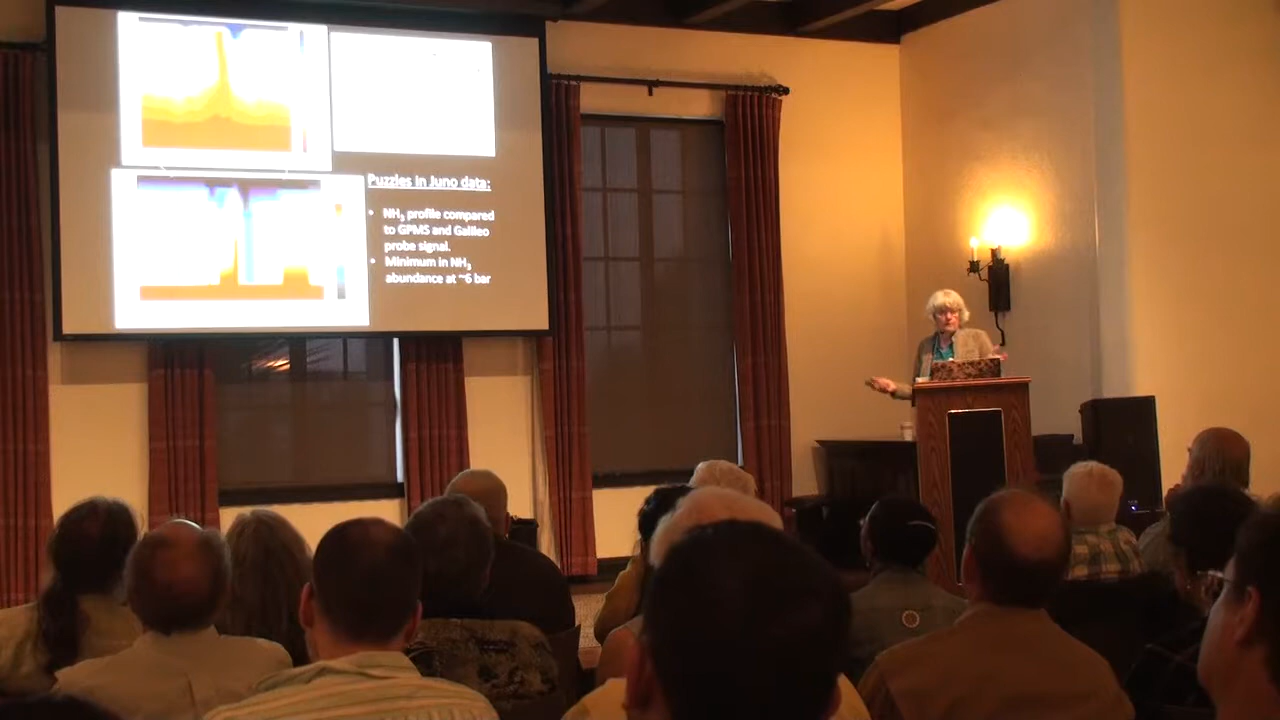 Puzzles in Juno data:
• NH₃ profile compared
to GPMS and Galileo
probe signal.
• Minimum in NH₃
abundance at ~6 bar